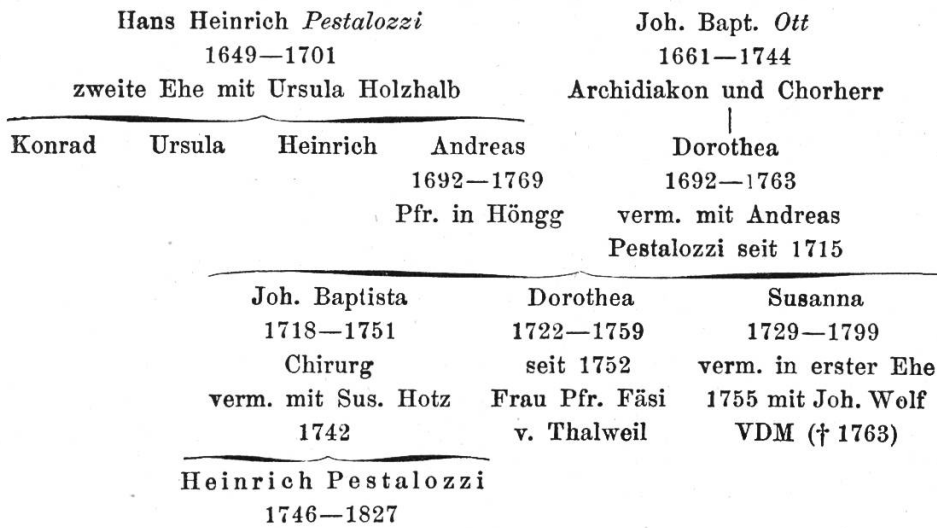 Hans Heinrich Pestalozzi
1649—1701
zweite Ehe mit Ursula Holzhalb
Joh. Bapt. Ott
1661—1744
Archidiakon und Chorherr
Konrad Ursula Heinrich Andreas
1692—1769
Pfr. in Höngg
Dorothea
1692—1763
verm. mit Andreas
Pestalozzi seit 1715
Joh. Baptista
1718—1751
Chirurg
verm. mit Sus. Hotz
1742
Dorothea
1722—1759
seit 1752
Frau Pfr. Fäsi
v. Thalweil
Susanna
1729—1799
verm. in erster Ehe
1755 mit Joh. Wolf
VDM († 1763)
Heinrich Pestalozzi
1746—1827